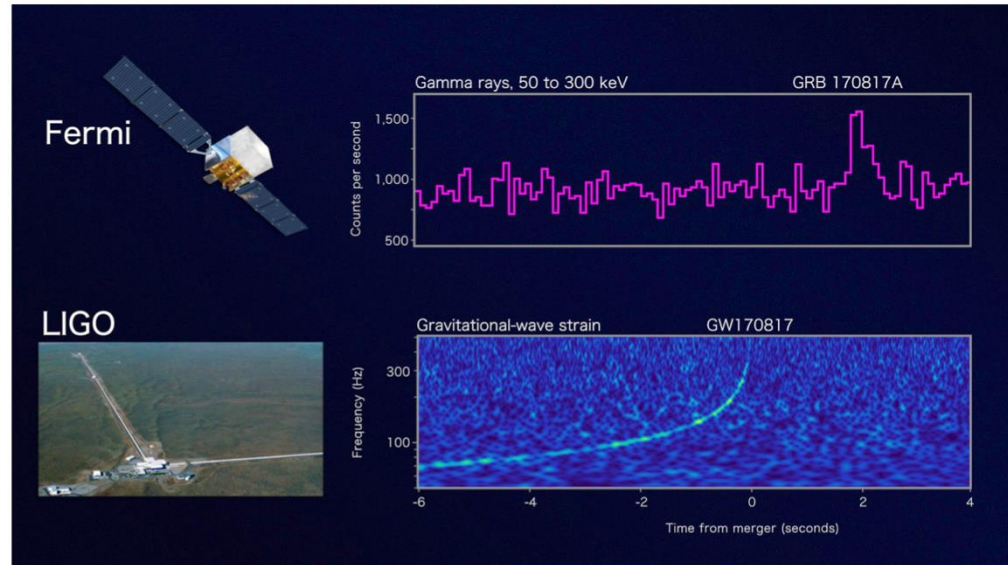 Fermi
Gamma rays, 50 to 300 keV
GRB 170817A
Counts per second
1,500
1,000
500
LIGO
Gravitational-wave strain
GW170817
Frequency (Hz)
300
100
-6
-4
-2
0
2
4
Time from merger (seconds)